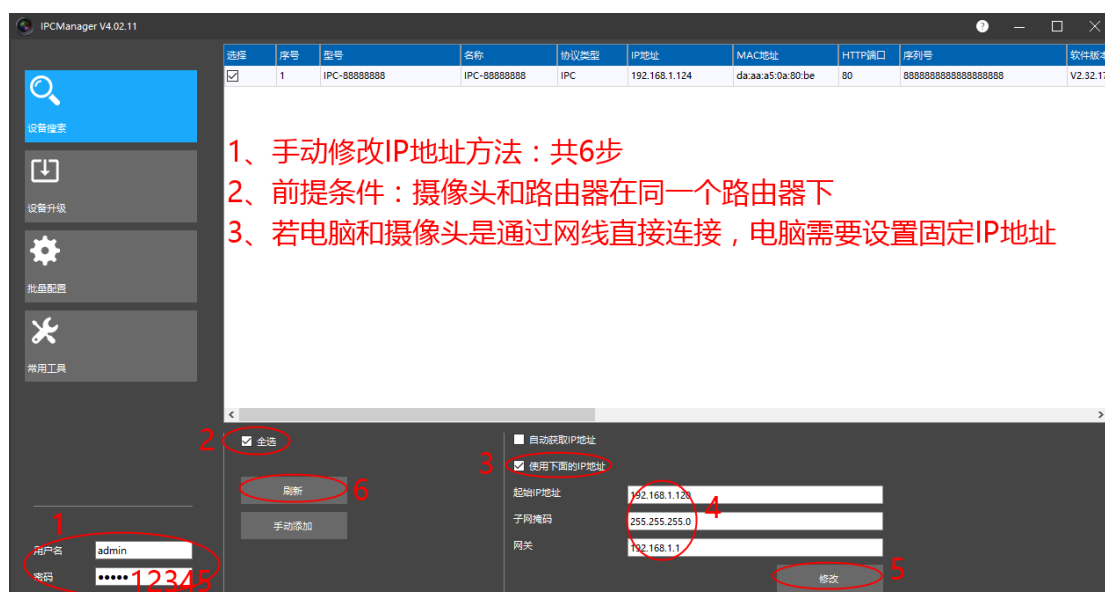 IPCManager V4.02.11
选择 序号 型号 名称 协议类型 IP地址 MAC地址 HTTP端口 序列号 软件版本
1 IPC-88888888 IPC-88888888 IPC 192.168.1.124 da:aa:a5:0a:80:be 80 8888888888888888888 V2.32.17
设备搜索
设备升级
批量配置
常用工具
1、手动修改IP地址方法：共6步
2、前提条件：摄像头和路由器在同一个路由器下
3、若电脑和摄像头是通过网线直接连接，电脑需要设置固定IP地址
2 全选
自动获取IP地址
3 使用下面的IP地址
刷新 6
起始IP地址 192.168.1.120
4
手动添加
子网掩码 255.255.255.0
网关 192.168.1.1
修改 5
1
用户名 admin
密码 ••••• 12345